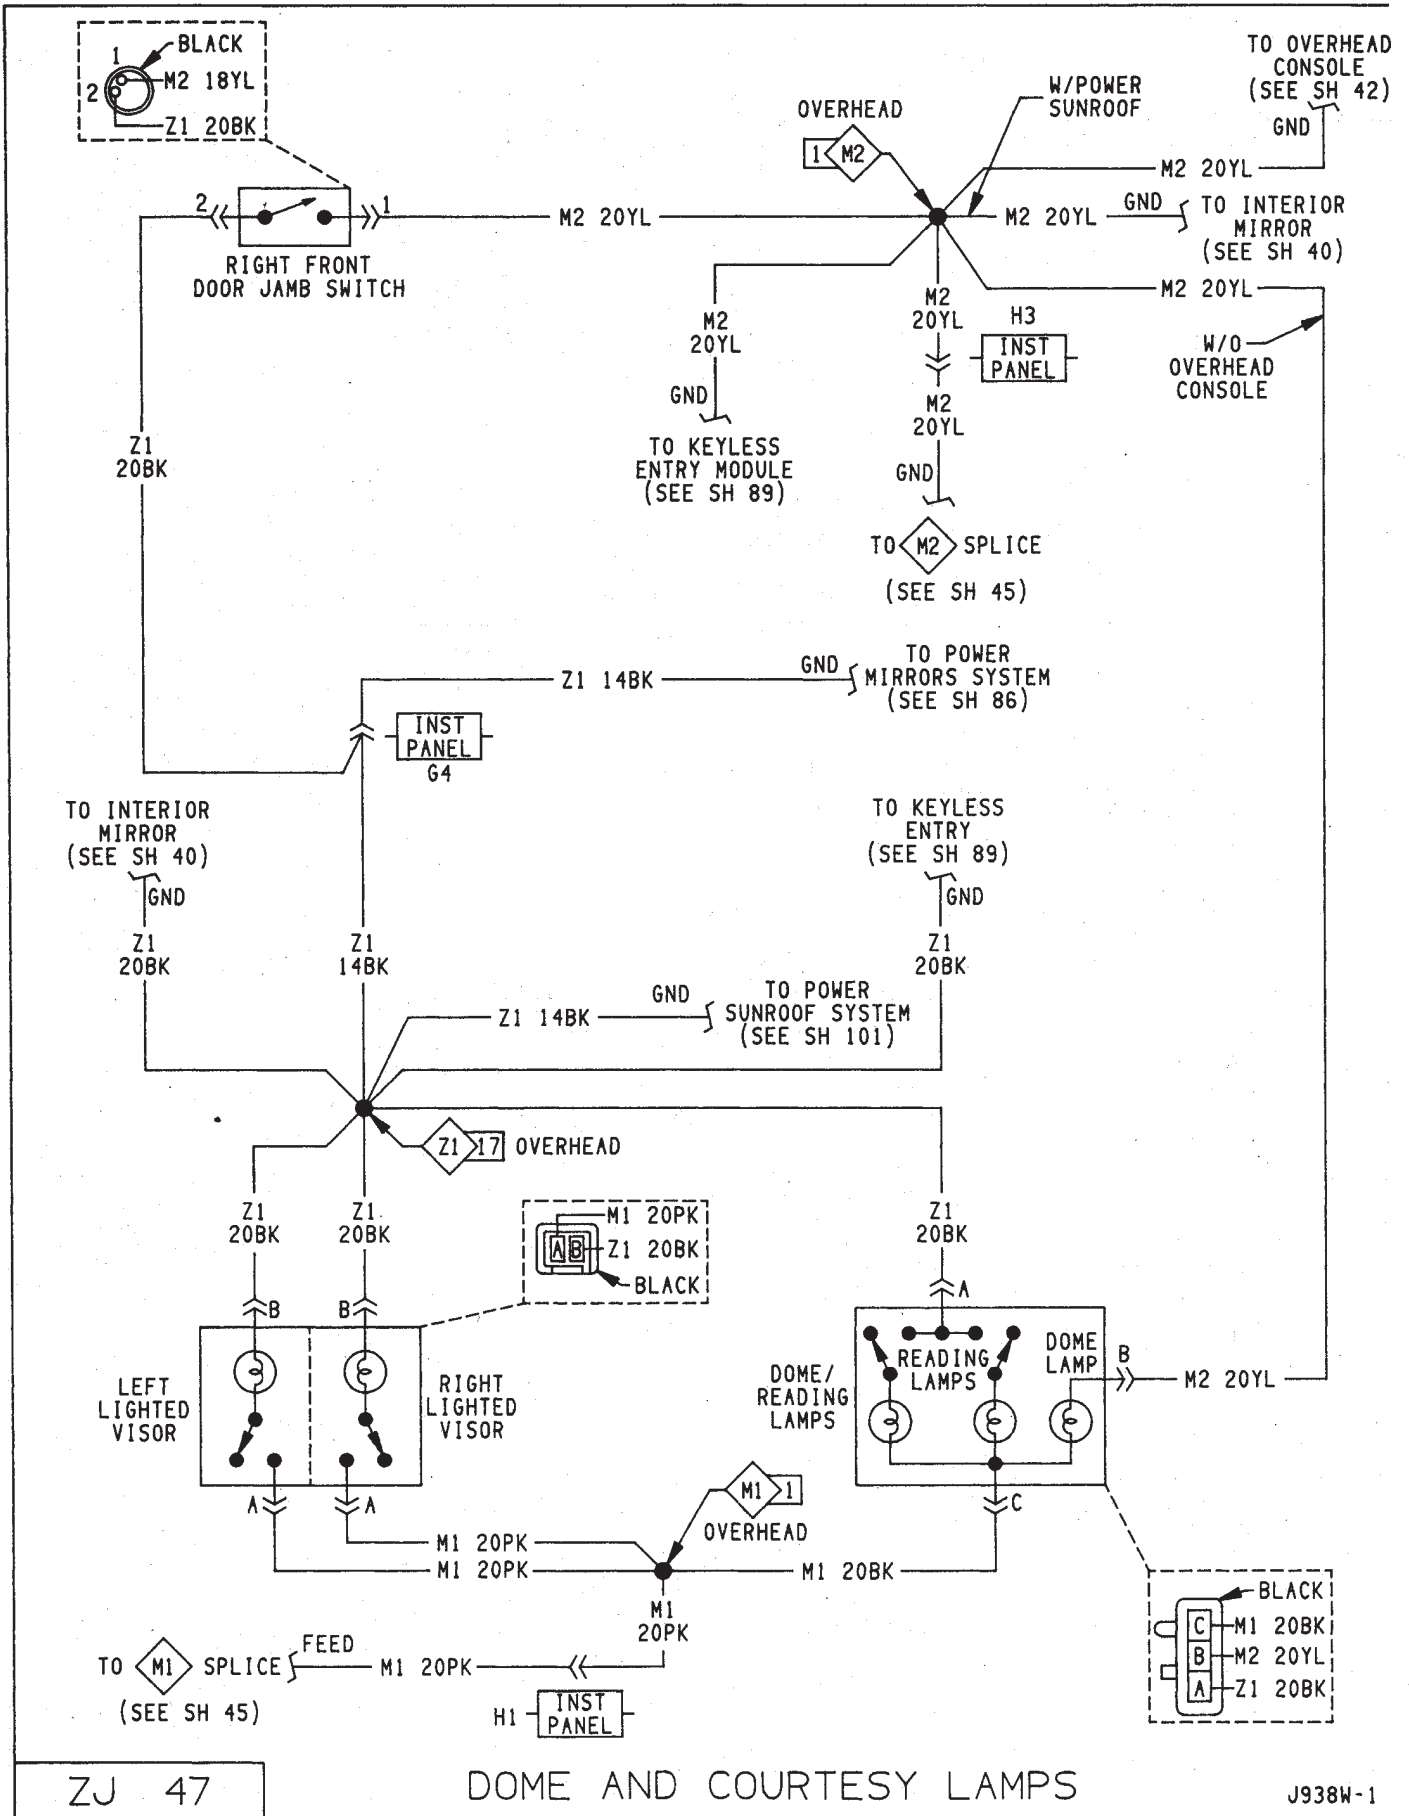 1
BLACK
M2 18YL
2
Z1 20BK
TO OVERHEAD
CONSOLE
(SEE SH 42)
GND
W/POWER
SUNROOF
OVERHEAD
1 M2
M2 20YL
2
1
M2 20YL
M2 20YL
GND
TO INTERIOR
MIRROR
(SEE SH 40)
RIGHT FRONT
DOOR JAMB SWITCH
M2 20YL
M2
20YL
H3
INST
PANEL
M2
20YL
W/O
OVERHEAD
CONSOLE
GND
M2
20YL
TO KEYLESS
ENTRY MODULE
(SEE SH 89)
GND
Z1
20BK
TO M2 SPLICE
(SEE SH 45)
Z1 14BK
GND
TO POWER
MIRRORS SYSTEM
(SEE SH 86)
INST
PANEL
G4
TO INTERIOR
MIRROR
(SEE SH 40)
GND
TO KEYLESS
ENTRY
(SEE SH 89)
GND
Z1
20BK
Z1
14BK
Z1
20BK
Z1 14BK
GND
TO POWER
SUNROOF SYSTEM
(SEE SH 101)
Z1 17 OVERHEAD
Z1
20BK
Z1
20BK
M1 20PK
A B
Z1 20BK
BLACK
Z1
20BK
B
B
A
LEFT
LIGHTED
VISOR
RIGHT
LIGHTED
VISOR
DOME/
READING
LAMPS
READING
LAMPS
DOME
LAMP
B
M2 20YL
A
A
C
M1 1
OVERHEAD
M1 20PK
M1 20PK
M1 20BK
M1
20PK
TO M1 SPLICE
(SEE SH 45)
FEED
M1 20PK
H1
INST
PANEL
BLACK
C M1 20BK
B M2 20YL
A Z1 20BK
ZJ 47
DOME AND COURTESY LAMPS
J938W-1